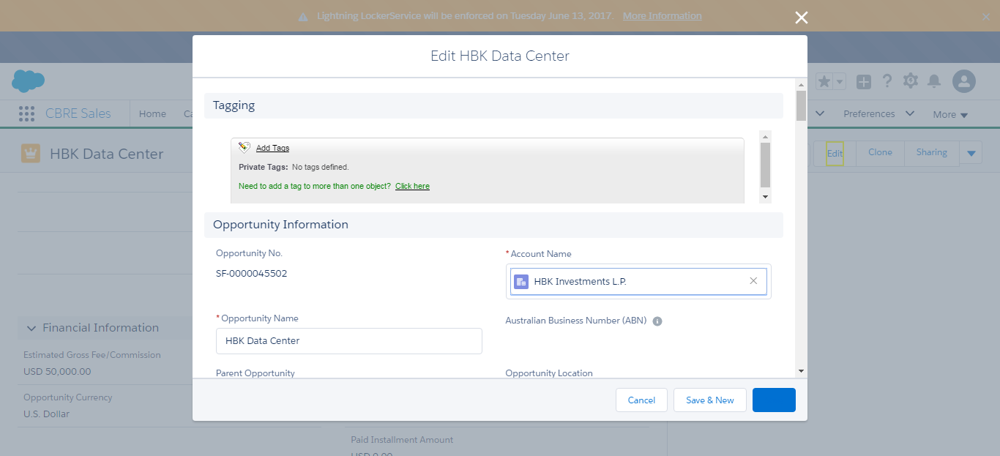 Lightning LockerService will be enforced on Tuesday June 13, 2017. More Information
Edit HBK Data Center
CBRE Sales Home Preferences More
HBK Data Center Edit Clone Sharing
Tagging
Add Tags
Private Tags: No tags defined.
Need to add a tag to more than one object? Click here
Opportunity Information
Opportunity No.
SF-0000045502
* Account Name
HBK Investments L.P.
* Opportunity Name
HBK Data Center
Australian Business Number (ABN)
Parent Opportunity
Opportunity Location
Cancel Save & New
Financial Information
Estimated Gross Fee/Commission
USD 50,000.00
Opportunity Currency
U.S. Dollar
Paid Installment Amount
USD 0.00